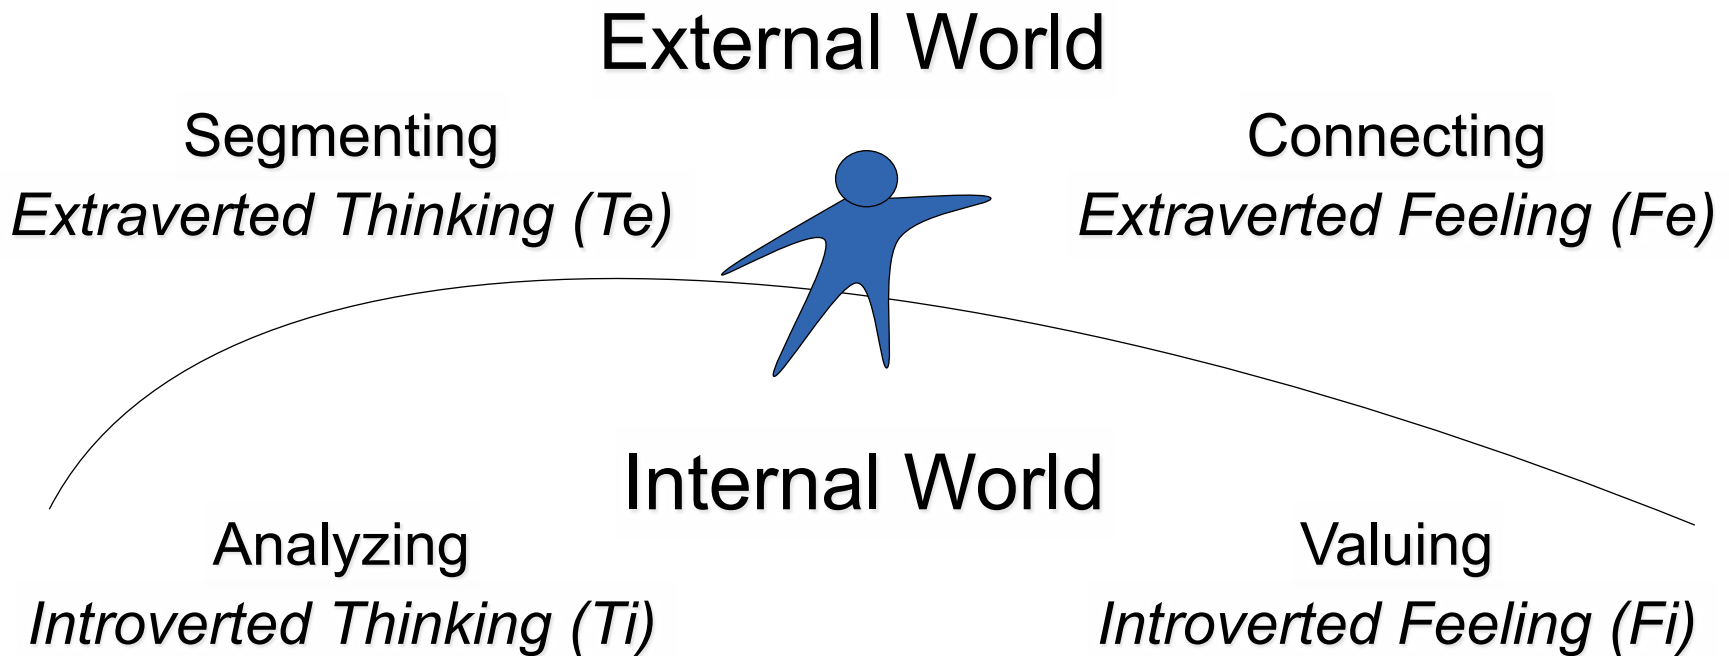 External World
Segmenting
Extraverted Thinking (Te)
Connecting
Extraverted Feeling (Fe)
Internal World
Analyzing
Introverted Thinking (Ti)
Valuing
Introverted Feeling (Fi)